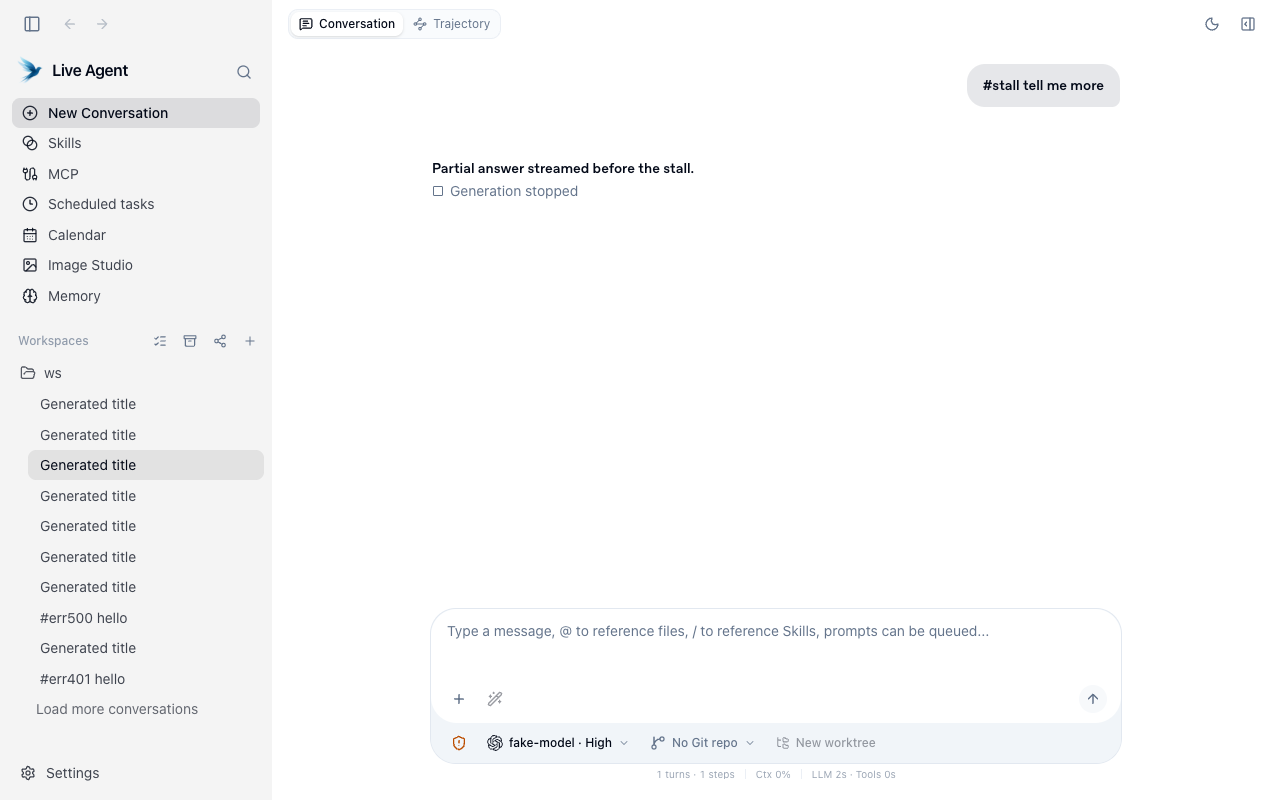 Conversation
Trajectory
Live Agent
New Conversation
Skills
MCP
Scheduled tasks
Calendar
Image Studio
Memory
Workspaces
ws
Generated title
Generated title
Generated title
Generated title
Generated title
Generated title
Generated title
#err500 hello
Generated title
#err401 hello
Load more conversations
Settings
#stall tell me more
Partial answer streamed before the stall.
Generation stopped
Type a message, @ to reference files, / to reference Skills, prompts can be queued...
fake-model · High
No Git repo
New worktree
1 turns · 1 steps
Ctx 0%
LLM 2s · Tools 0s